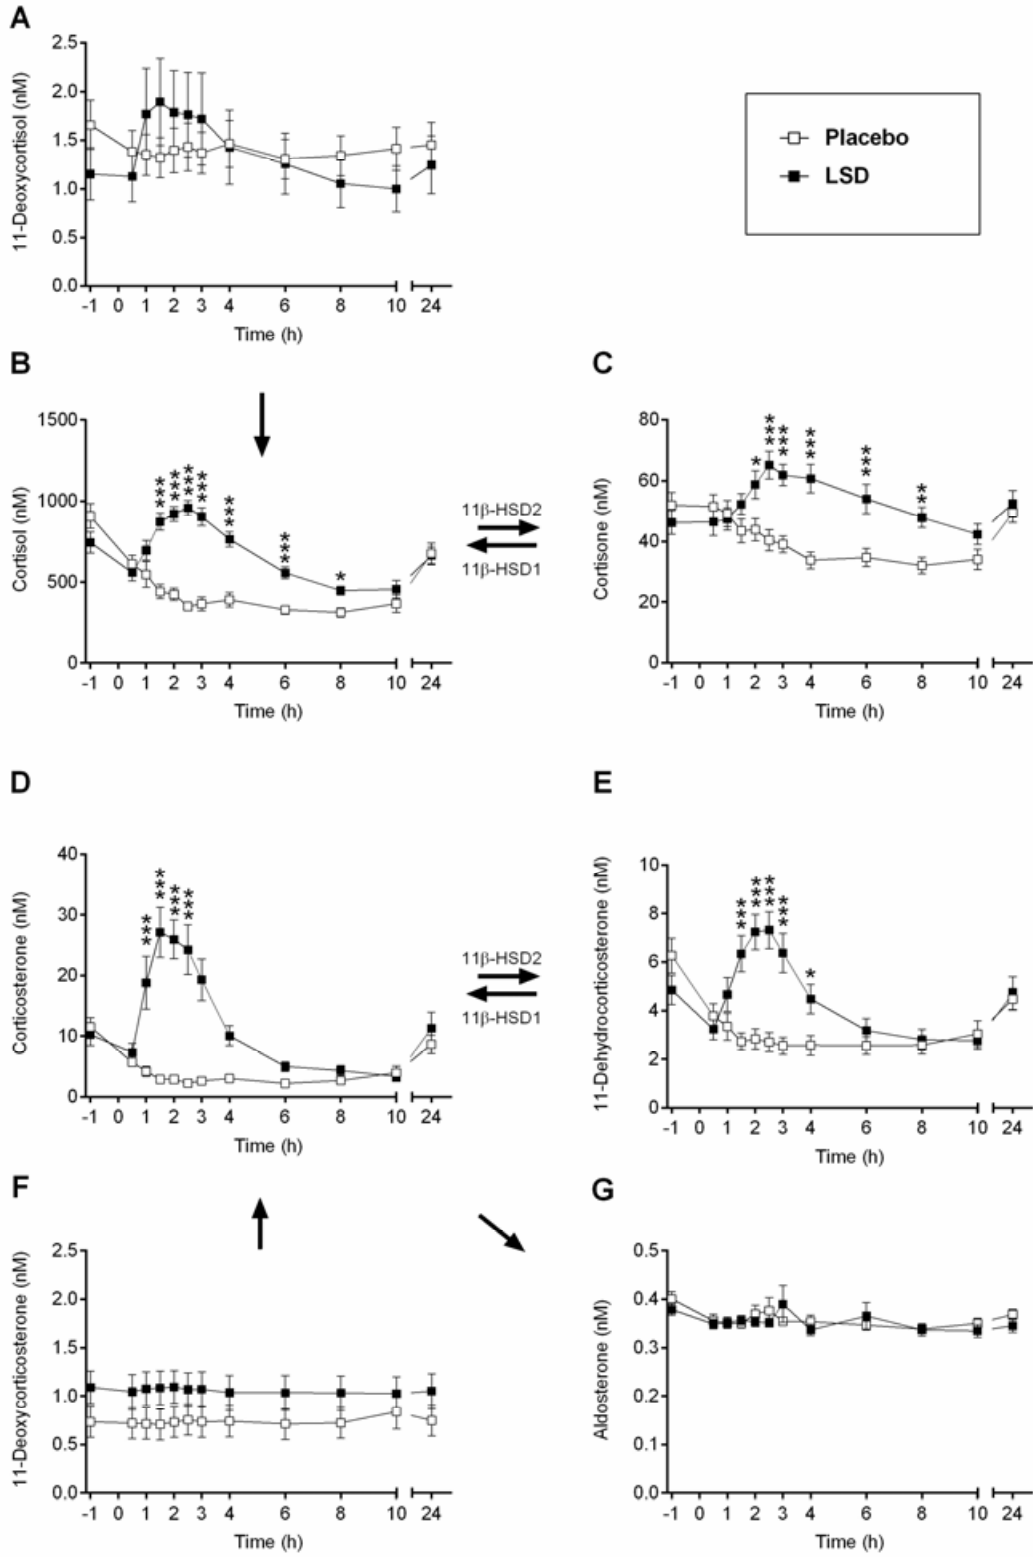 A
11-Deoxycortisol (nM)
2.5
2.0
1.5
1.0
0.5
0.0
-1 0 1 2 3 4 6 8 10 24
Time (h)
Placebo
LSD
B
Cortisol (nM)
1500
1000
500
0
*** *** *** *** *** *** *
-1 0 1 2 3 4 6 8 10 24
Time (h)
11β-HSD2
11β-HSD1
C
Cortisone (nM)
80
60
40
20
0
* *** *** *** *** **
-1 0 1 2 3 4 6 8 10 24
Time (h)
D
Corticosterone (nM)
40
30
20
10
0
*** *** *** ***
-1 0 1 2 3 4 6 8 10 24
Time (h)
11β-HSD2
11β-HSD1
E
11-Dehydrocorticosterone (nM)
10
8
6
4
2
0
*** *** *** *** *
-1 0 1 2 3 4 6 8 10 24
Time (h)
F
11-Deoxycorticosterone (nM)
2.5
2.0
1.5
1.0
0.5
0.0
-1 0 1 2 3 4 6 8 10 24
Time (h)
G
Aldosterone (nM)
0.5
0.4
0.3
0.2
0.1
0.0
-1 0 1 2 3 4 6 8 10 24
Time (h)